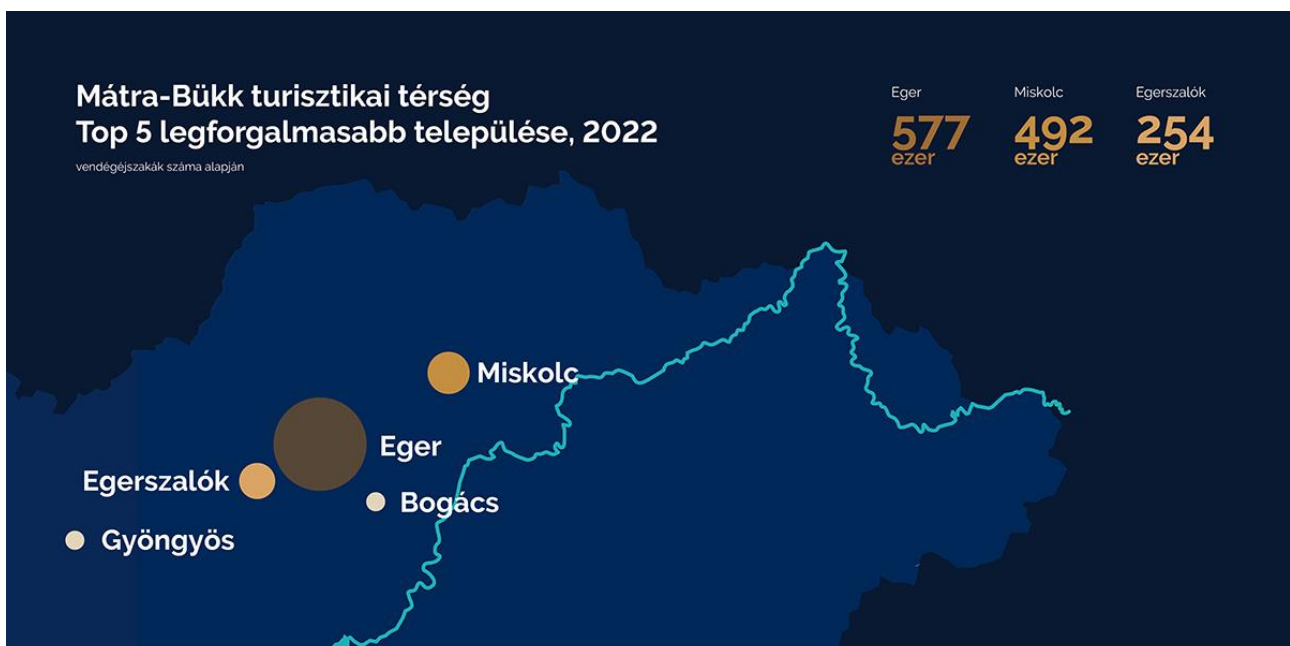 Mátra-Bükk turisztikai térség
Top 5 legforgalmasabb települése, 2022
vendégéjszakák száma alapján
Eger
577
ezer
Miskolc
492
ezer
Egerszalók
254
ezer
Miskolc
Eger
Egerszalók
Bogács
Gyöngyös